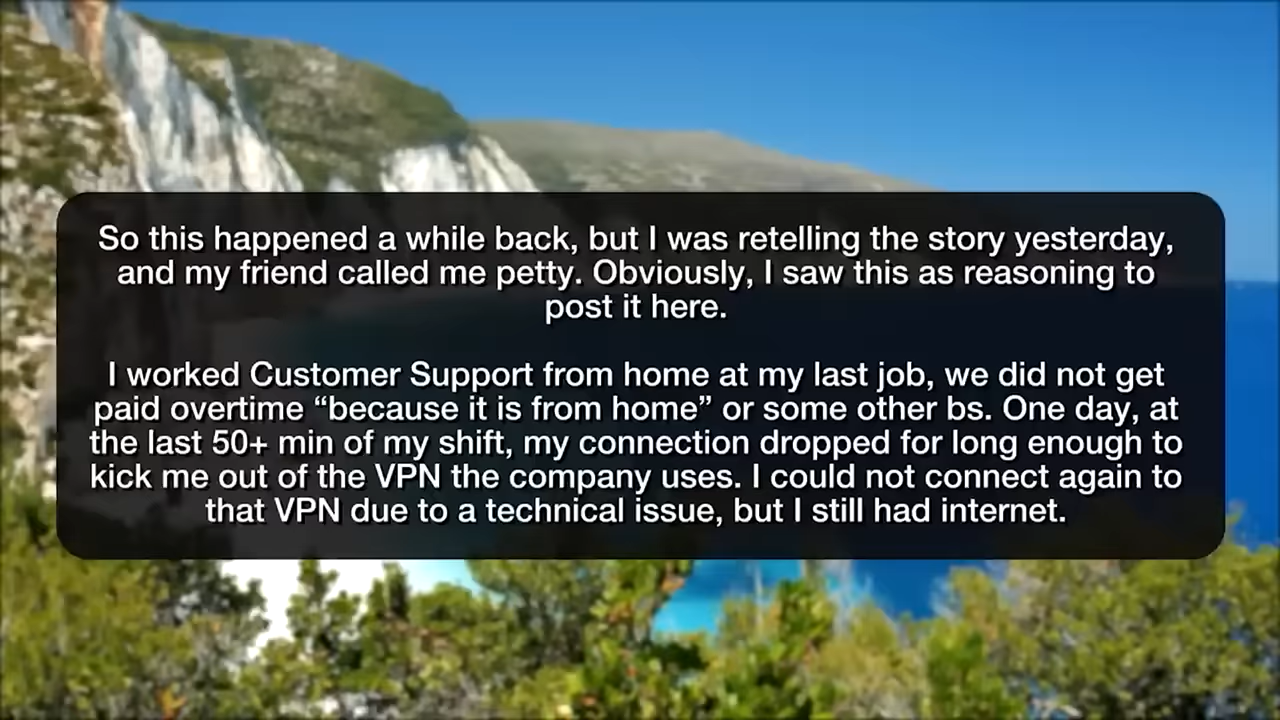 So this happened a while back, but I was retelling the story yesterday,
and my friend called me petty. Obviously, I saw this as reasoning to
post it here.
I worked Customer Support from home at my last job, we did not get
paid overtime “because it is from home” or some other bs. One day, at
the last 50+ min of my shift, my connection dropped for long enough to
kick me out of the VPN the company uses. I could not connect again to
that VPN due to a technical issue, but I still had internet.